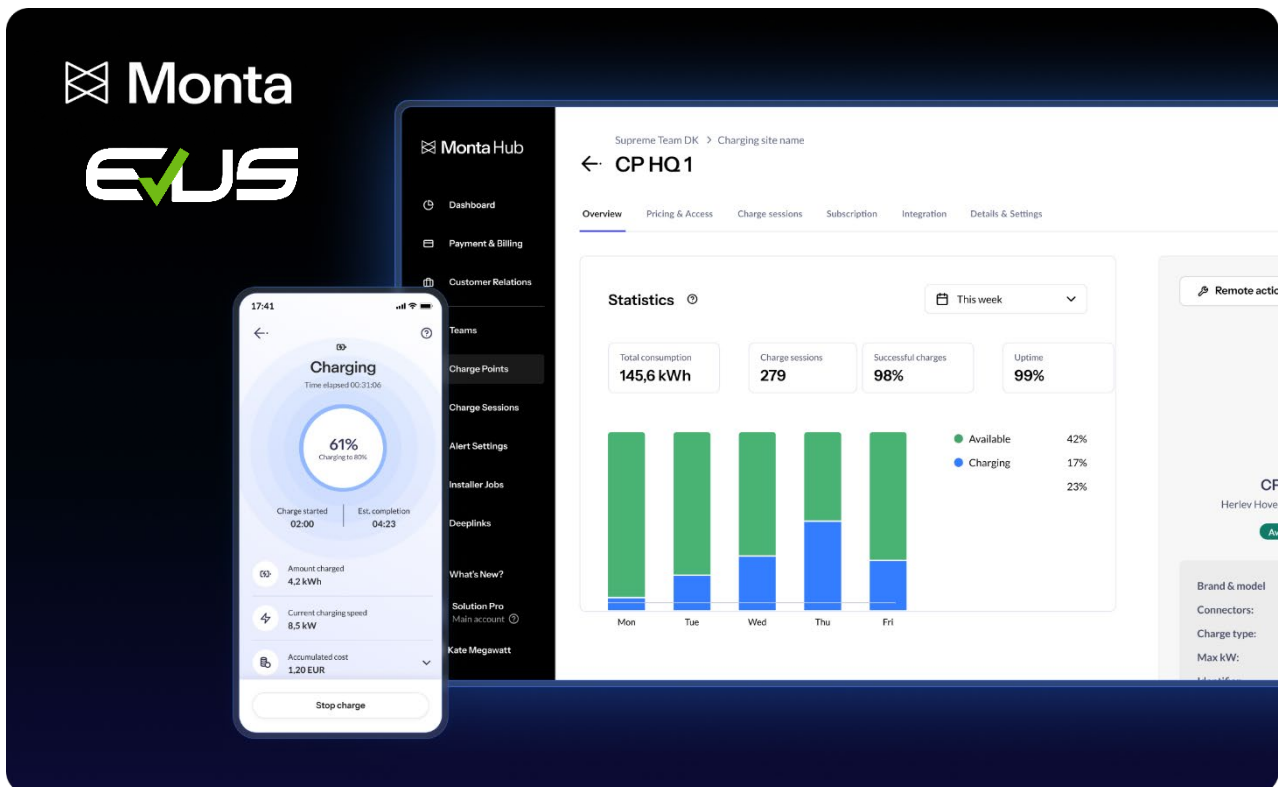 Monta
EVUS
Monta Hub
Dashboard
Payment & Billing
Customer Relations
Teams
Charge Points
Charge Sessions
Alert Settings
Installer Jobs
Deeplinks
What's New?
Solution Pro
Main account
Kate Megawatt
Supreme Team DK > Charging site name
CP HQ 1
Overview Pricing & Access Charge sessions Subscription Integration Details & Settings
Statistics
This week
Total consumption
145,6 kWh
Charge sessions
279
Successful charges
98%
Uptime
99%
Available 42%
Charging 17%
23%
Mon Tue Wed Thu Fri
Remote actio
CP
Herlev Hove
Av
Brand & model
Connectors:
Charge type:
Max kW:
17:41
Charging
Time elapsed 00:31:06
61%
Charging to 80%
Charge started
02:00
Est. completion
04:23
Amount charged
4,2 kWh
Current charging speed
8,5 kW
Accumulated cost
1,20 EUR
Stop charge